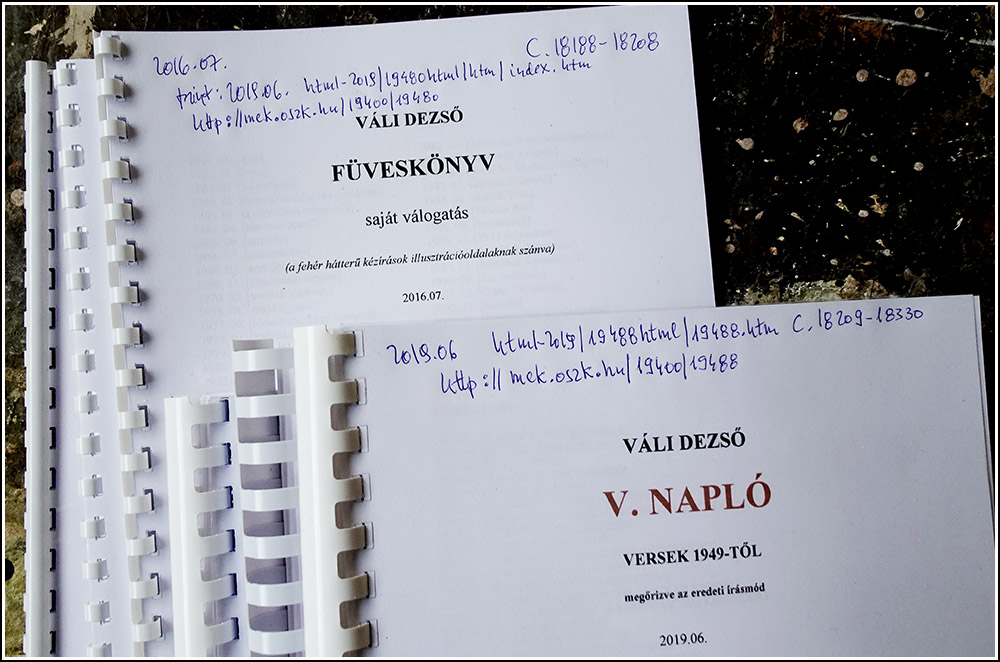 2016.07.
C. 18188-18208
print: 2019.06. html-2019/19480html/htm/index.htm
http://mek.oszk.hu/19400/19480
VÁLI DEZSŐ
FÜVESKÖNYV
saját válogatás
(a fehér hátterű kézírások illusztrációoldalaknak szánva)
2016.07.
2019.06 html-2019/19488html/19488.htm C. 18209-18330
http://mek.oszk.hu/19400/19488
VÁLI DEZSŐ
V. NAPLÓ
VERSEK 1949-TŐL
megőrizve az eredeti írásmód
2019.06.